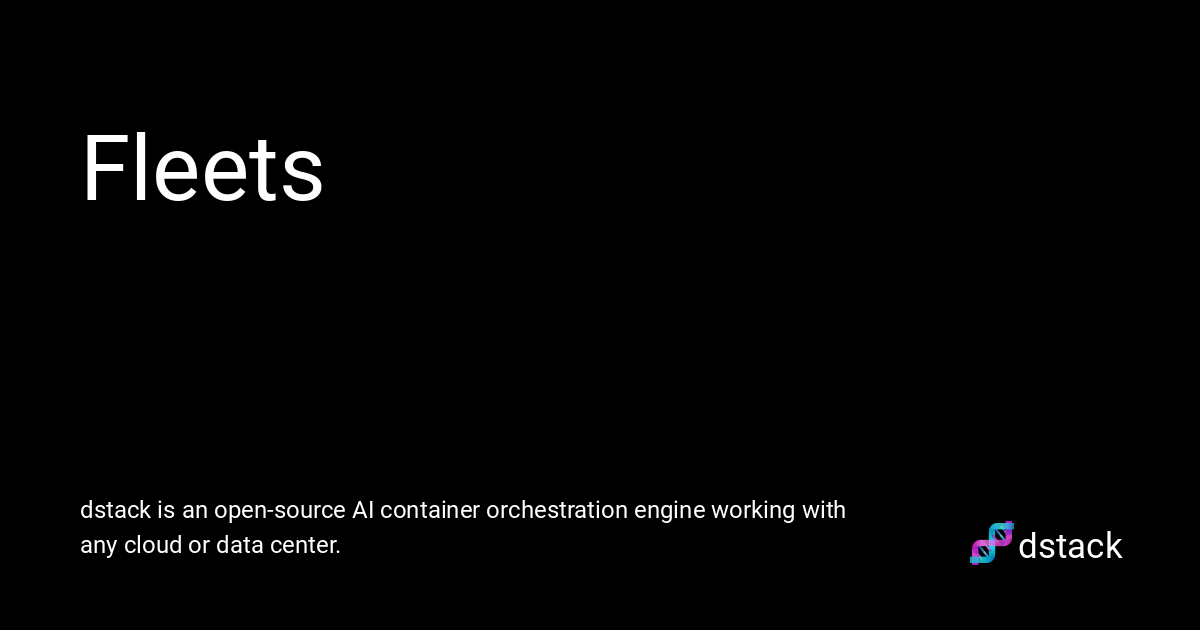 Fleets
dstack is an open-source AI container orchestration engine working with
any cloud or data center.
dstack